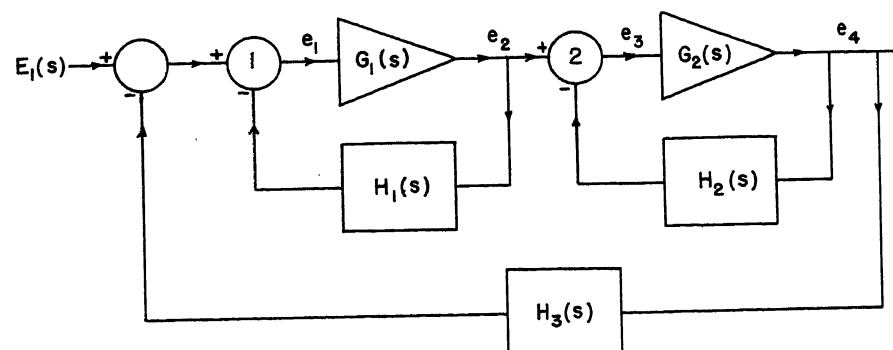 E₁(s) + - + 1 - e₁ G₁(s) e₂ + 2 - e₃ G₂(s) e₄
H₁(s) H₂(s)
H₃(s)